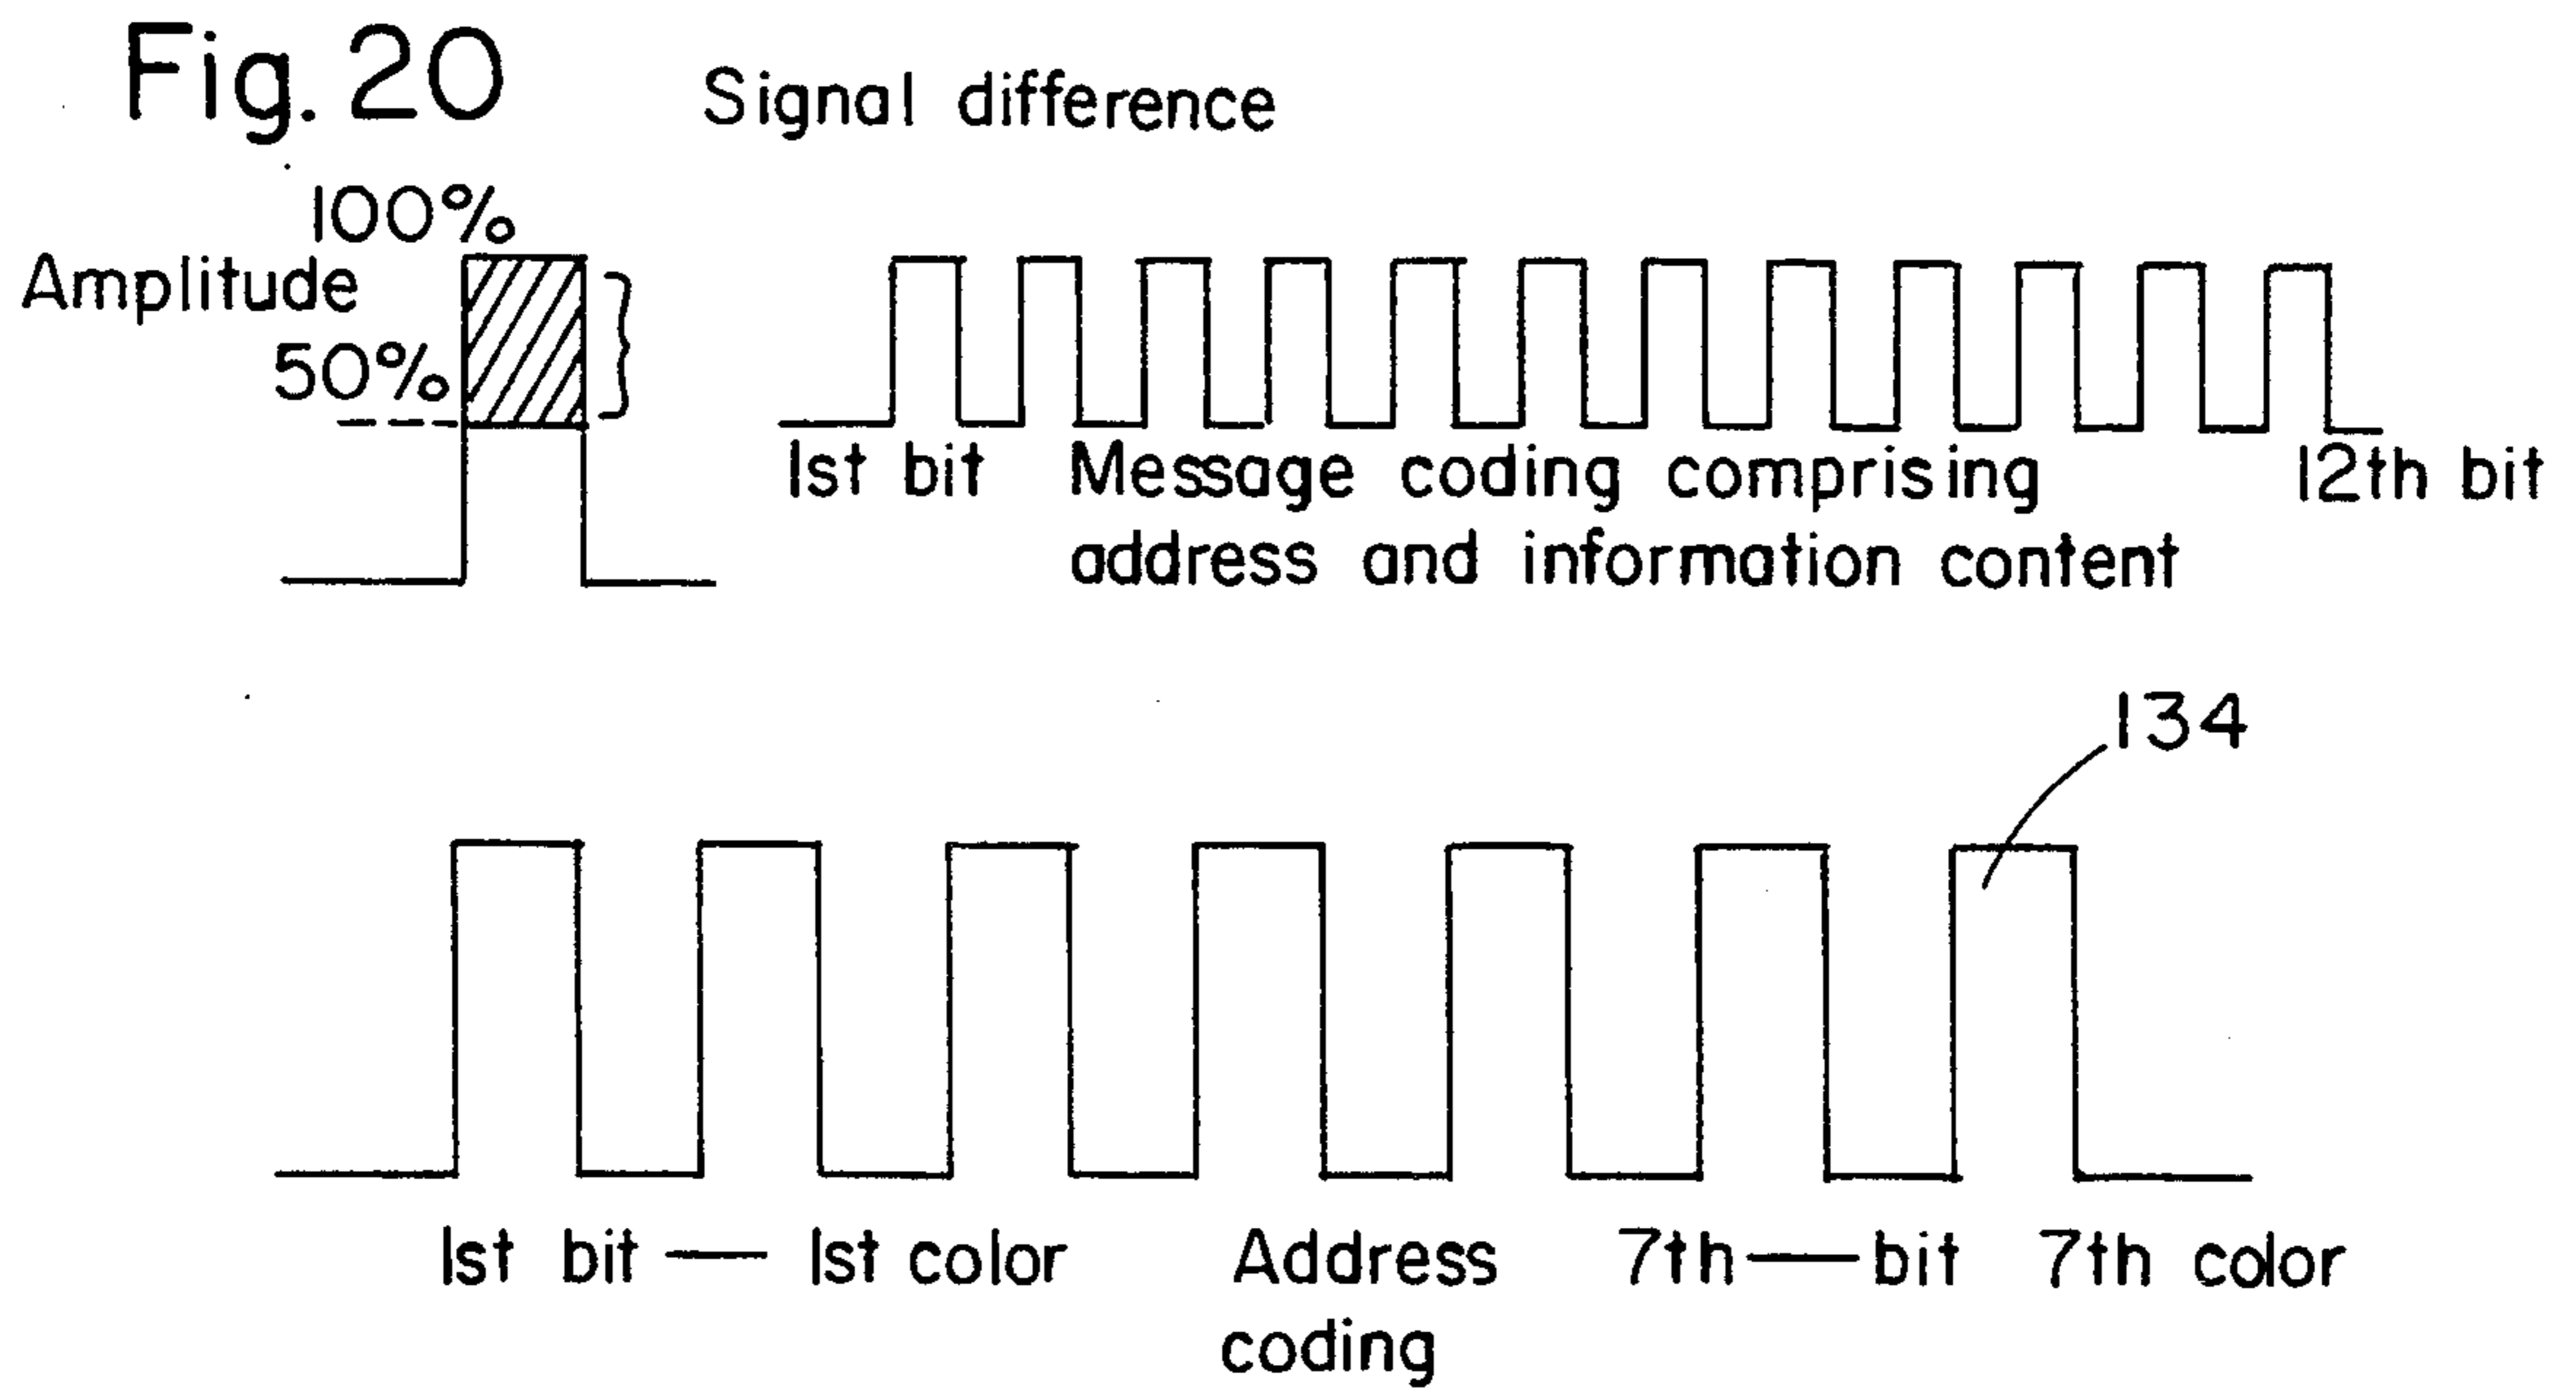 Fig. 20
Signal difference
100%
Amplitude
50%
1st bit
Message coding comprising
address and information content
12th bit
134
1st bit — 1st color
Address
coding
7th — bit 7th color